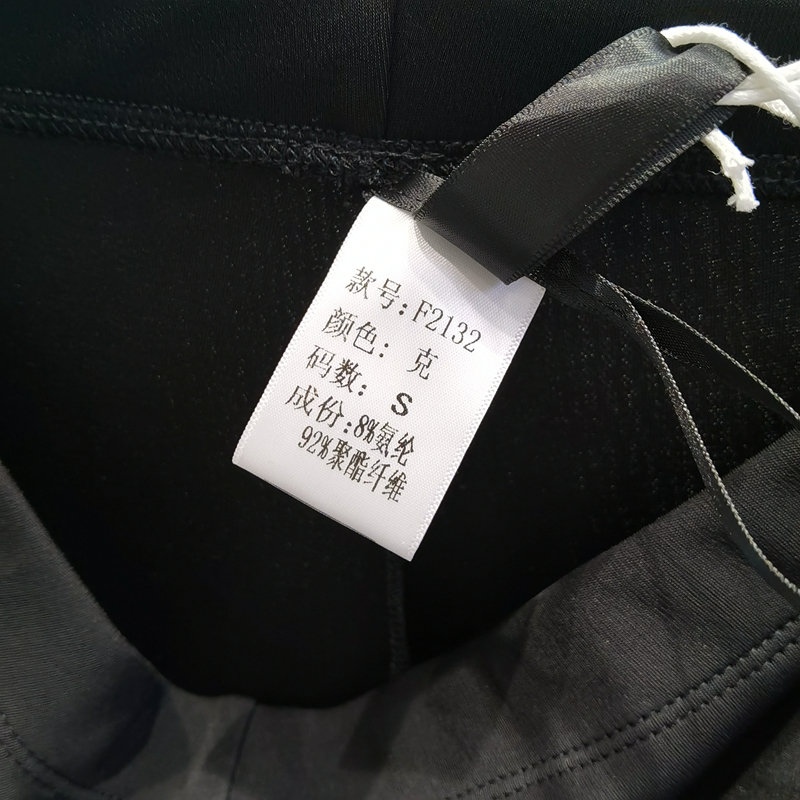 款号:F2132
颜色: 克
码数: S
成份:8%氨纶
92%聚酯纤维